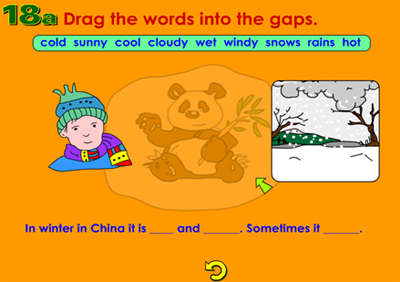 18a Drag the words into the gaps.
cold sunny cool cloudy wet windy snows rains hot
In winter in China it is ____ and ______. Sometimes it ______.